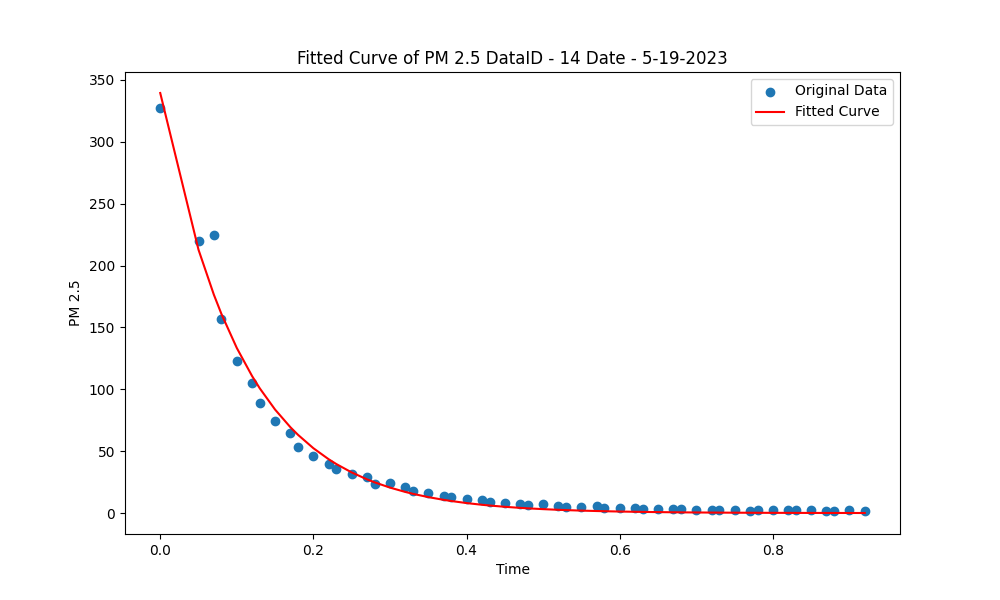 Fitted Curve of PM 2.5 DataID - 14 Date - 5-19-2023
Original Data
Fitted Curve
350
300
250
200
150
100
50
0
PM 2.5
0.0 0.2 0.4 0.6 0.8
Time